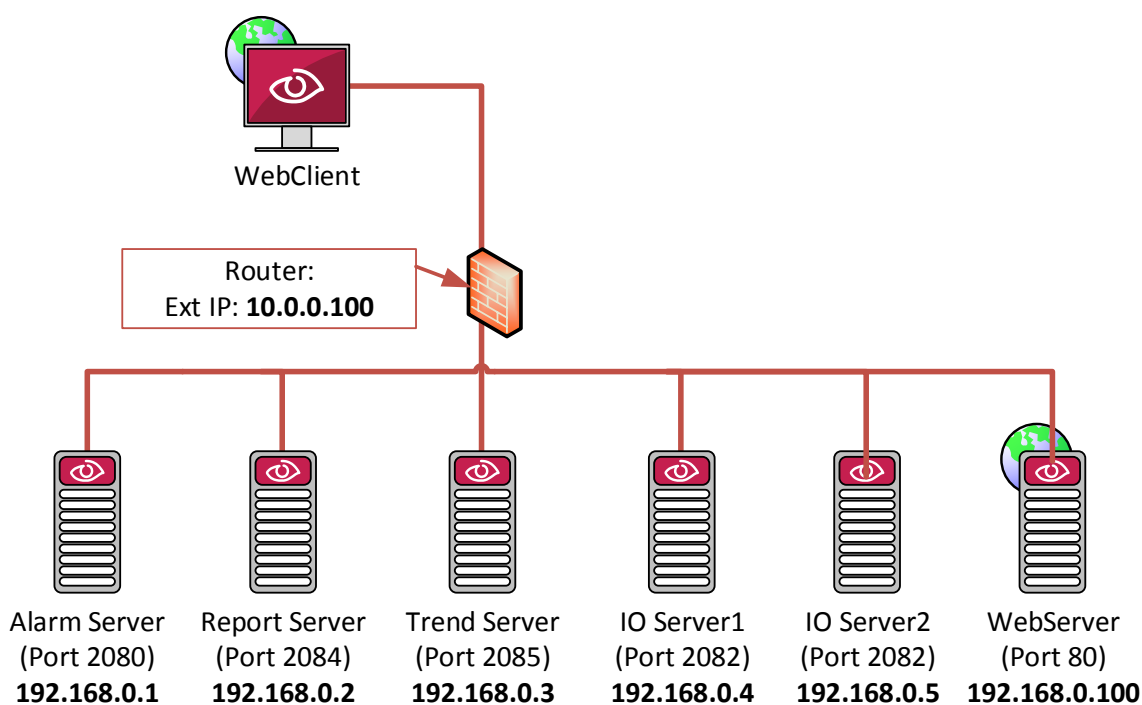 WebClient
Router:
Ext IP: 10.0.0.100
Alarm Server
(Port 2080)
192.168.0.1
Report Server
(Port 2084)
192.168.0.2
Trend Server
(Port 2085)
192.168.0.3
IO Server1
(Port 2082)
192.168.0.4
IO Server2
(Port 2082)
192.168.0.5
WebServer
(Port 80)
192.168.0.100